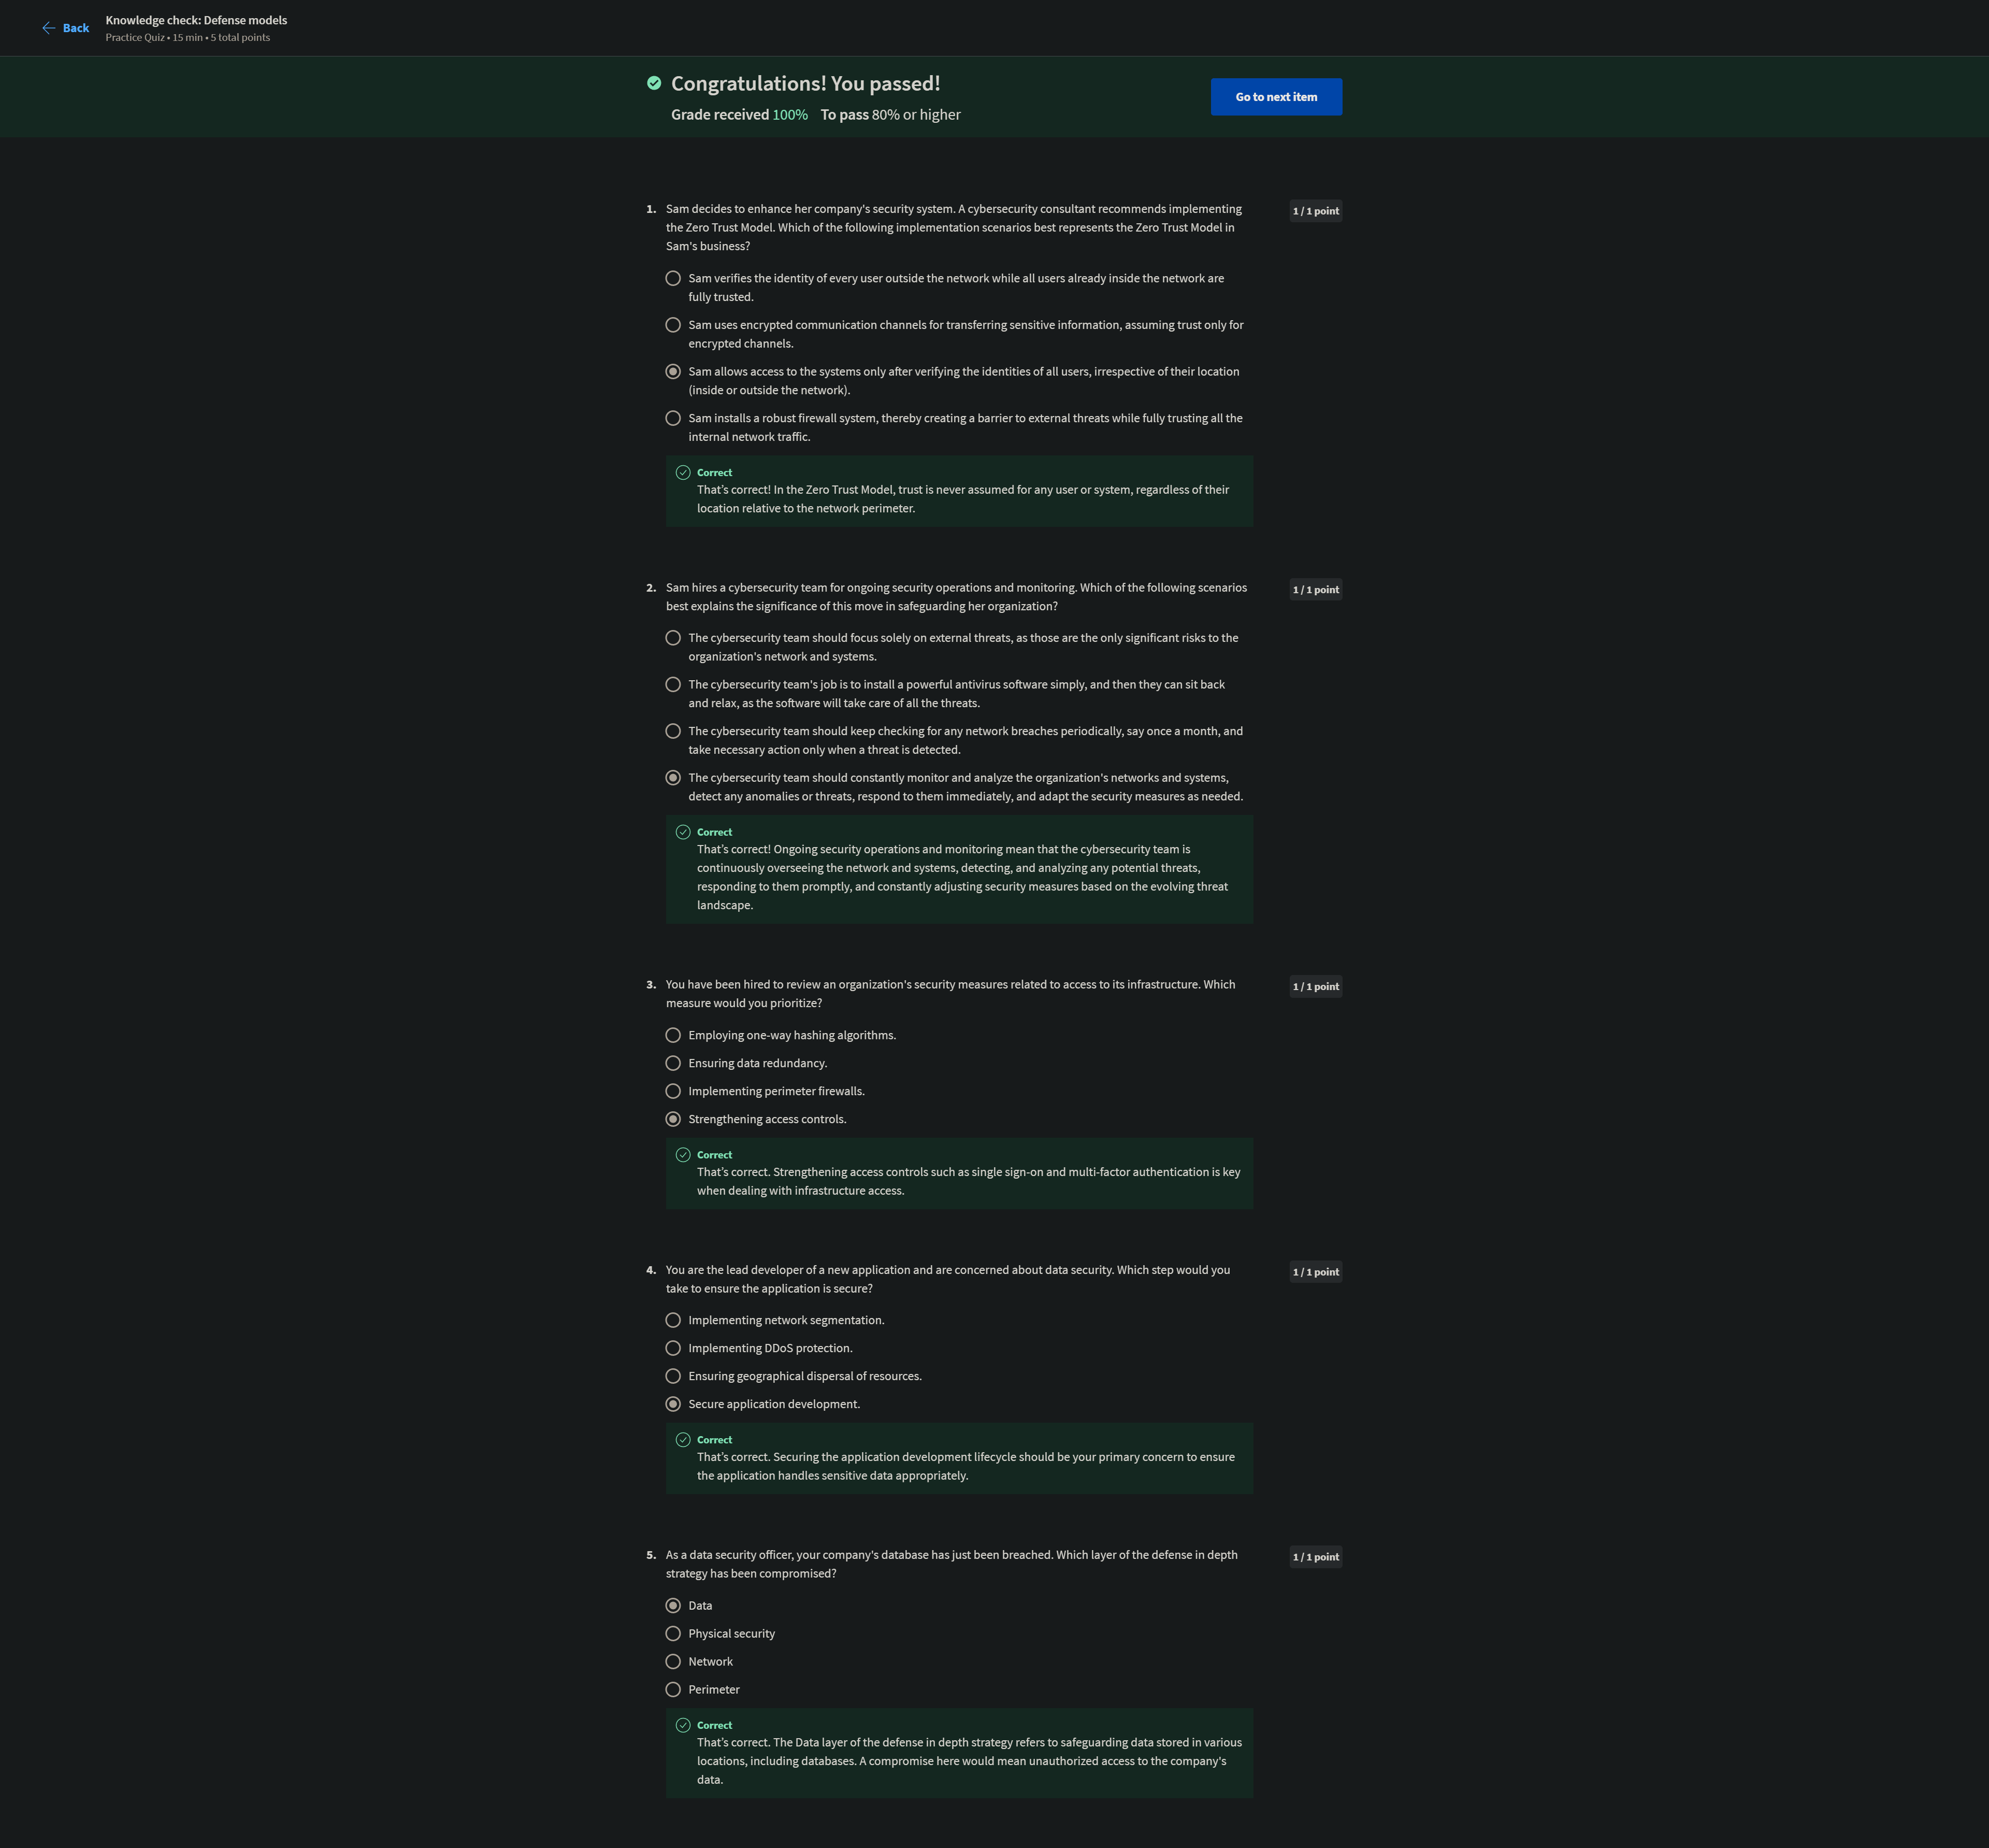 Back
Knowledge check: Defense models
Practice Quiz • 15 min • 5 total points
Congratulations! You passed!
Grade received 100% To pass 80% or higher
Go to next item
1. Sam decides to enhance her company's security system. A cybersecurity consultant recommends implementing
the Zero Trust Model. Which of the following implementation scenarios best represents the Zero Trust Model in
Sam's business?
1 / 1 point
Sam verifies the identity of every user outside the network while all users already inside the network are
fully trusted.
Sam uses encrypted communication channels for transferring sensitive information, assuming trust only for
encrypted channels.
Sam allows access to the systems only after verifying the identities of all users, irrespective of their location
(inside or outside the network).
Sam installs a robust firewall system, thereby creating a barrier to external threats while fully trusting all the
internal network traffic.
Correct
That's correct! In the Zero Trust Model, trust is never assumed for any user or system, regardless of their
location relative to the network perimeter.
2. Sam hires a cybersecurity team for ongoing security operations and monitoring. Which of the following scenarios
best explains the significance of this move in safeguarding her organization?
1 / 1 point
The cybersecurity team should focus solely on external threats, as those are the only significant risks to the
organization's network and systems.
The cybersecurity team's job is to install a powerful antivirus software simply, and then they can sit back
and relax, as the software will take care of all the threats.
The cybersecurity team should keep checking for any network breaches periodically, say once a month, and
take necessary action only when a threat is detected.
The cybersecurity team should constantly monitor and analyze the organization's networks and systems,
detect any anomalies or threats, respond to them immediately, and adapt the security measures as needed.
Correct
That's correct! Ongoing security operations and monitoring mean that the cybersecurity team is
continuously overseeing the network and systems, detecting, and analyzing any potential threats,
responding to them promptly, and constantly adjusting security measures based on the evolving threat
landscape.
3. You have been hired to review an organization's security measures related to access to its infrastructure. Which
measure would you prioritize?
1 / 1 point
Employing one-way hashing algorithms.
Ensuring data redundancy.
Implementing perimeter firewalls.
Strengthening access controls.
Correct
That's correct. Strengthening access controls such as single sign-on and multi-factor authentication is key
when dealing with infrastructure access.
4. You are the lead developer of a new application and are concerned about data security. Which step would you
take to ensure the application is secure?
1 / 1 point
Implementing network segmentation.
Implementing DDoS protection.
Ensuring geographical dispersal of resources.
Secure application development.
Correct
That's correct. Securing the application development lifecycle should be your primary concern to ensure
the application handles sensitive data appropriately.
5. As a data security officer, your company's database has just been breached. Which layer of the defense in depth
strategy has been compromised?
1 / 1 point
Data
Physical security
Network
Perimeter
Correct
That's correct. The Data layer of the defense in depth strategy refers to safeguarding data stored in various
locations, including databases. A compromise here would mean unauthorized access to the company's
data.